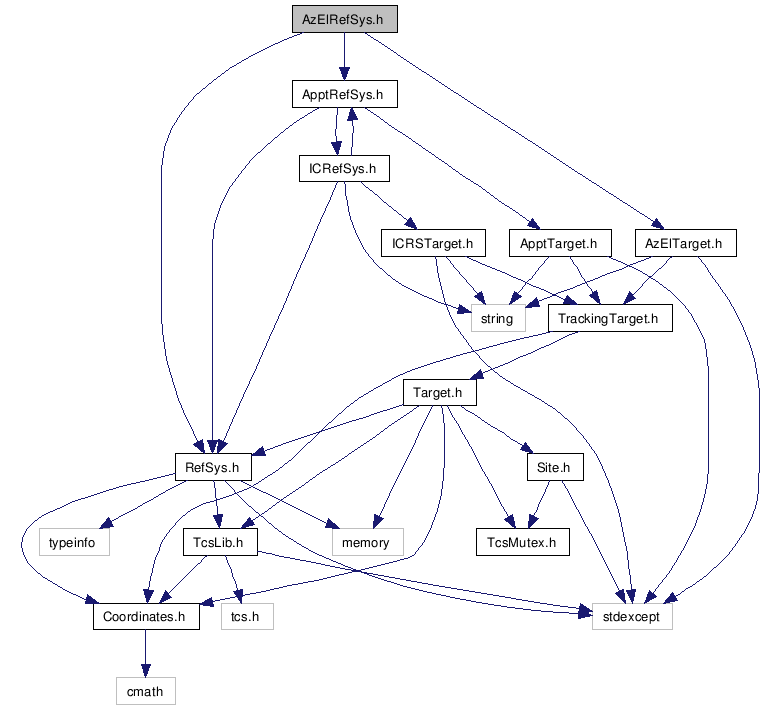 AzElRefSys.h
ApptRefSys.h
ICRefSys.h
ICRSTarget.h
ApptTarget.h
AzElTarget.h
string
TrackingTarget.h
Target.h
RefSys.h
Site.h
typeinfo
TcsLib.h
memory
TcsMutex.h
Coordinates.h
tcs.h
stdexcept
cmath